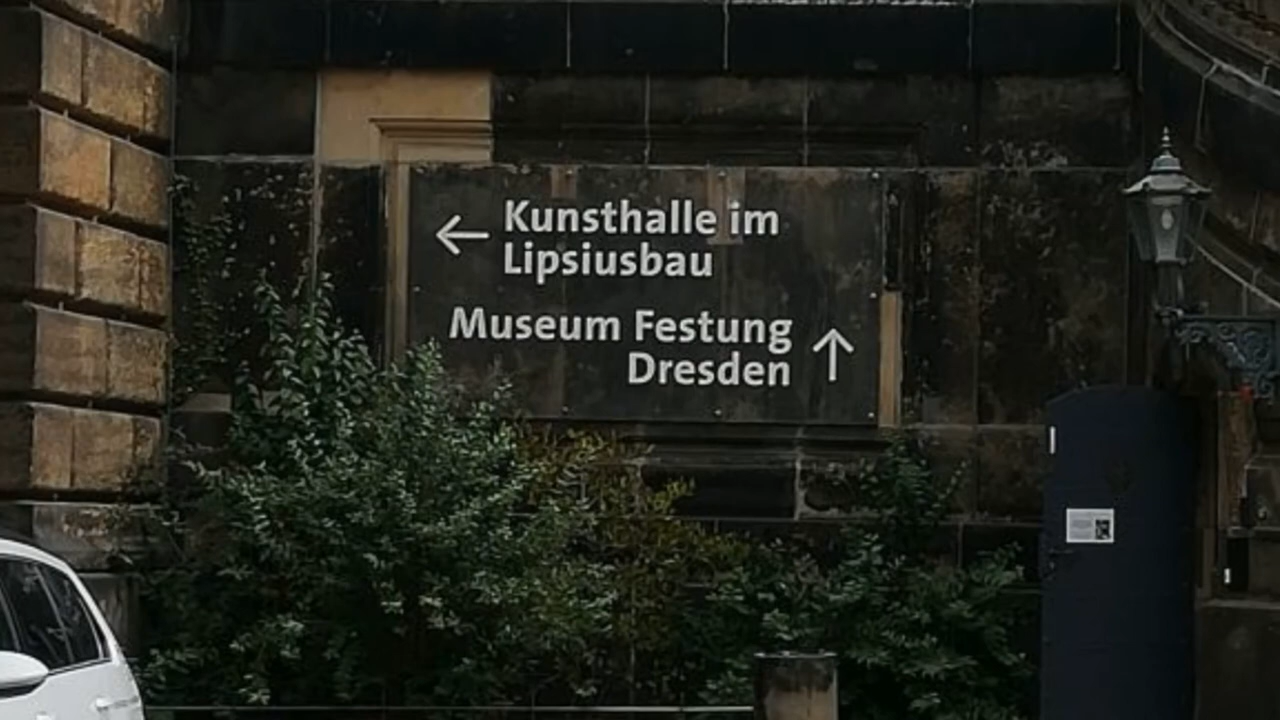 ← Kunsthalle im
Lipsiusbau
Museum Festung
Dresden ↑